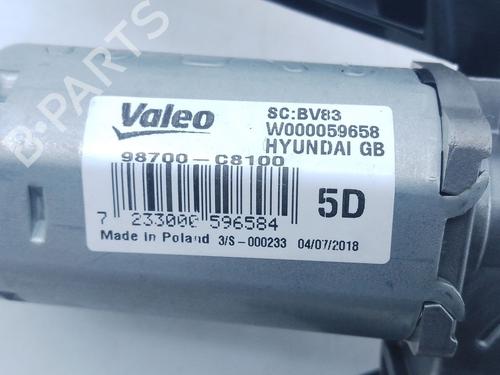 Valeo
SC:BV83
W000059658
HYUNDAI GB
98700-C8100
5D
7 233000 596584
Made in Poland 3/S-000233 04/07/2018